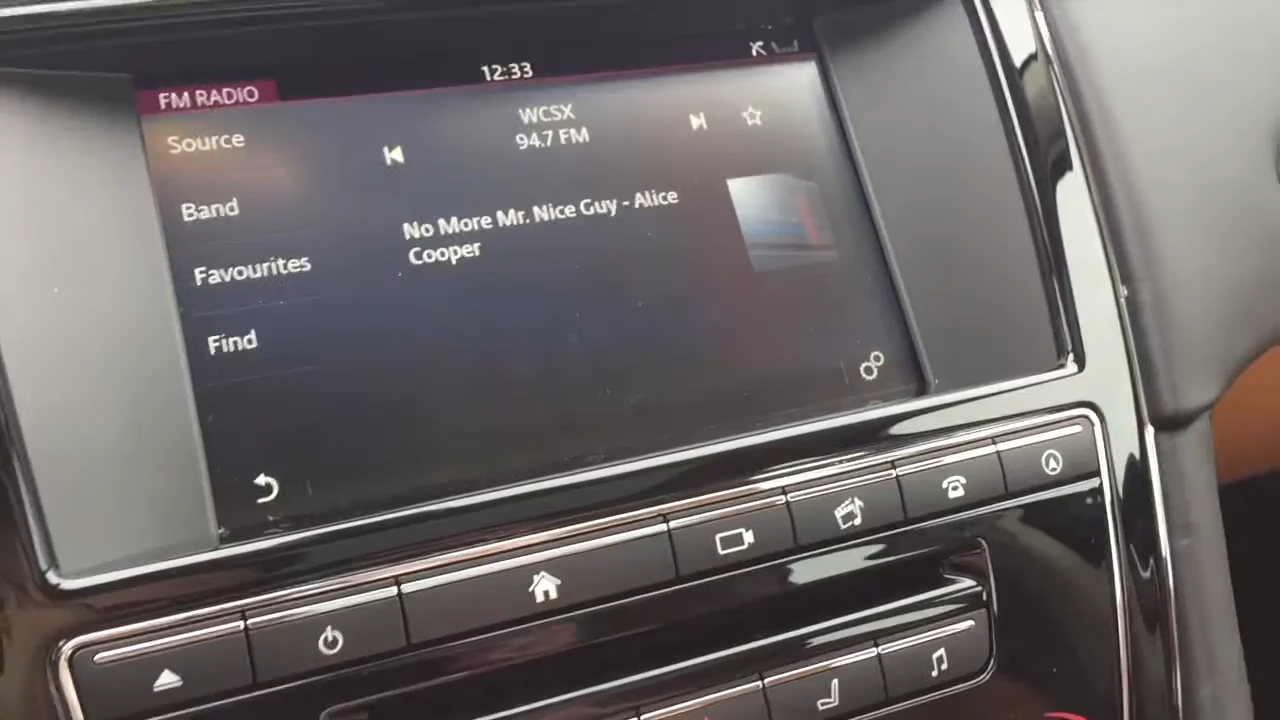 12:33
FM RADIO
WCSX
94.7 FM
Source
Band
Favourites
Find
No More Mr. Nice Guy - Alice
Cooper